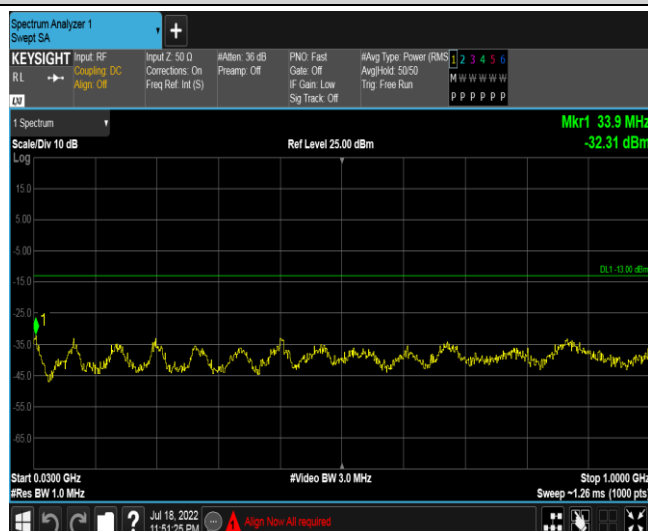 Spectrum Analyzer 1
Swept SA
KEYSIGHT
RL
LXI
Input: RF
Coupling: DC
Align: Off
Input Z: 50 Ω
Corrections: On
Freq Ref: Int (S)
#Atten: 36 dB
Preamp: Off
PNO: Fast
Gate: Off
IF Gain: Low
Sig Track: Off
#Avg Type: Power (RMS
Avg|Hold: 50/50
Trig: Free Run
1 2 3 4 5 6
M W W W W W
P P P P P P
1 Spectrum
Scale/Div 10 dB
Ref Level 25.00 dBm
Mkr1 33.9 MHz
-32.31 dBm
Log
15.0
5.00
-5.00
DL1 -13.00 dBm
-15.0
-25.0
1
-35.0
-45.0
-55.0
-65.0
Start 0.0300 GHz
#Video BW 3.0 MHz
Stop 1.0000 GHz
#Res BW 1.0 MHz
Sweep ~1.26 ms (1000 pts)
?
Jul 18, 2022
11:51:25 PM
Align Now All required